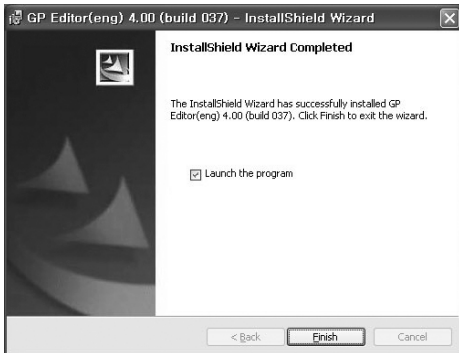 GP Editor(eng) 4.00 (build 037) - InstallShield Wizard
InstallShield Wizard Completed
The InstallShield Wizard has successfully installed GP
Editor(eng) 4.00 (build 037). Click Finish to exit the wizard.
Launch the program
< Back
Finish
Cancel